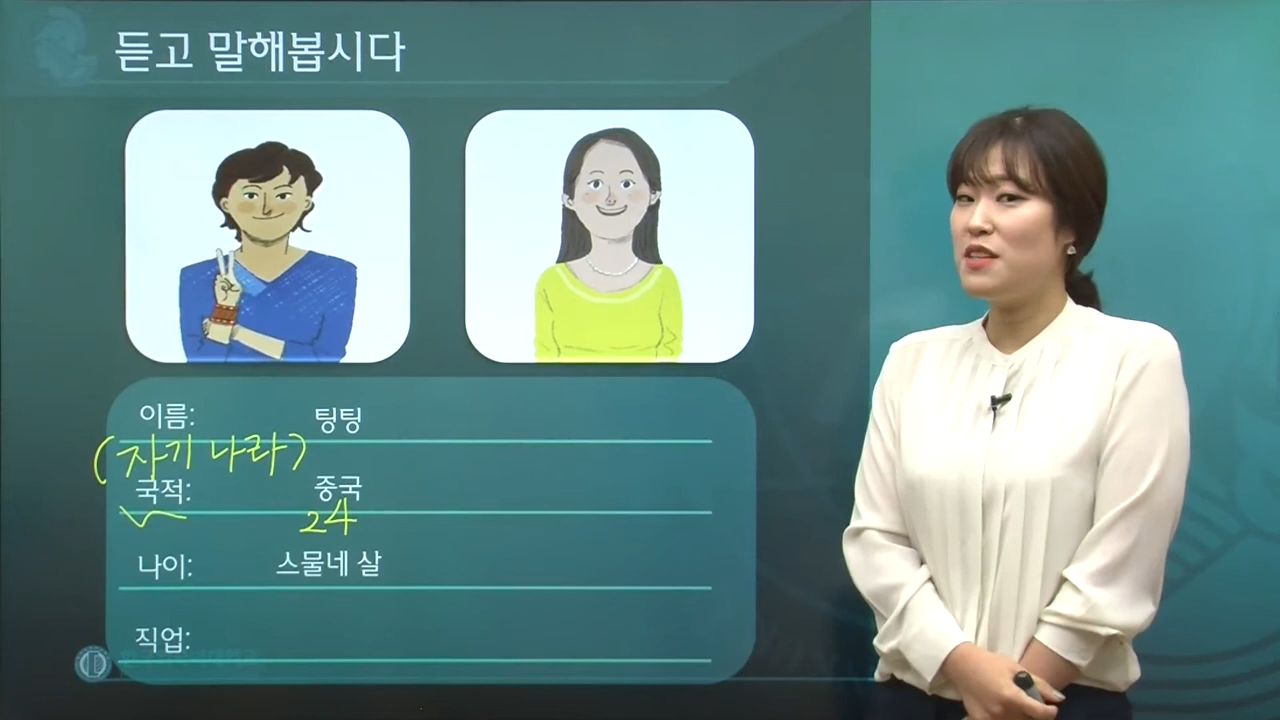 듣고 말해봅시다
이름: 팅팅
(자기 나라)
국적: 중국
24
나이: 스물네 살
직업: